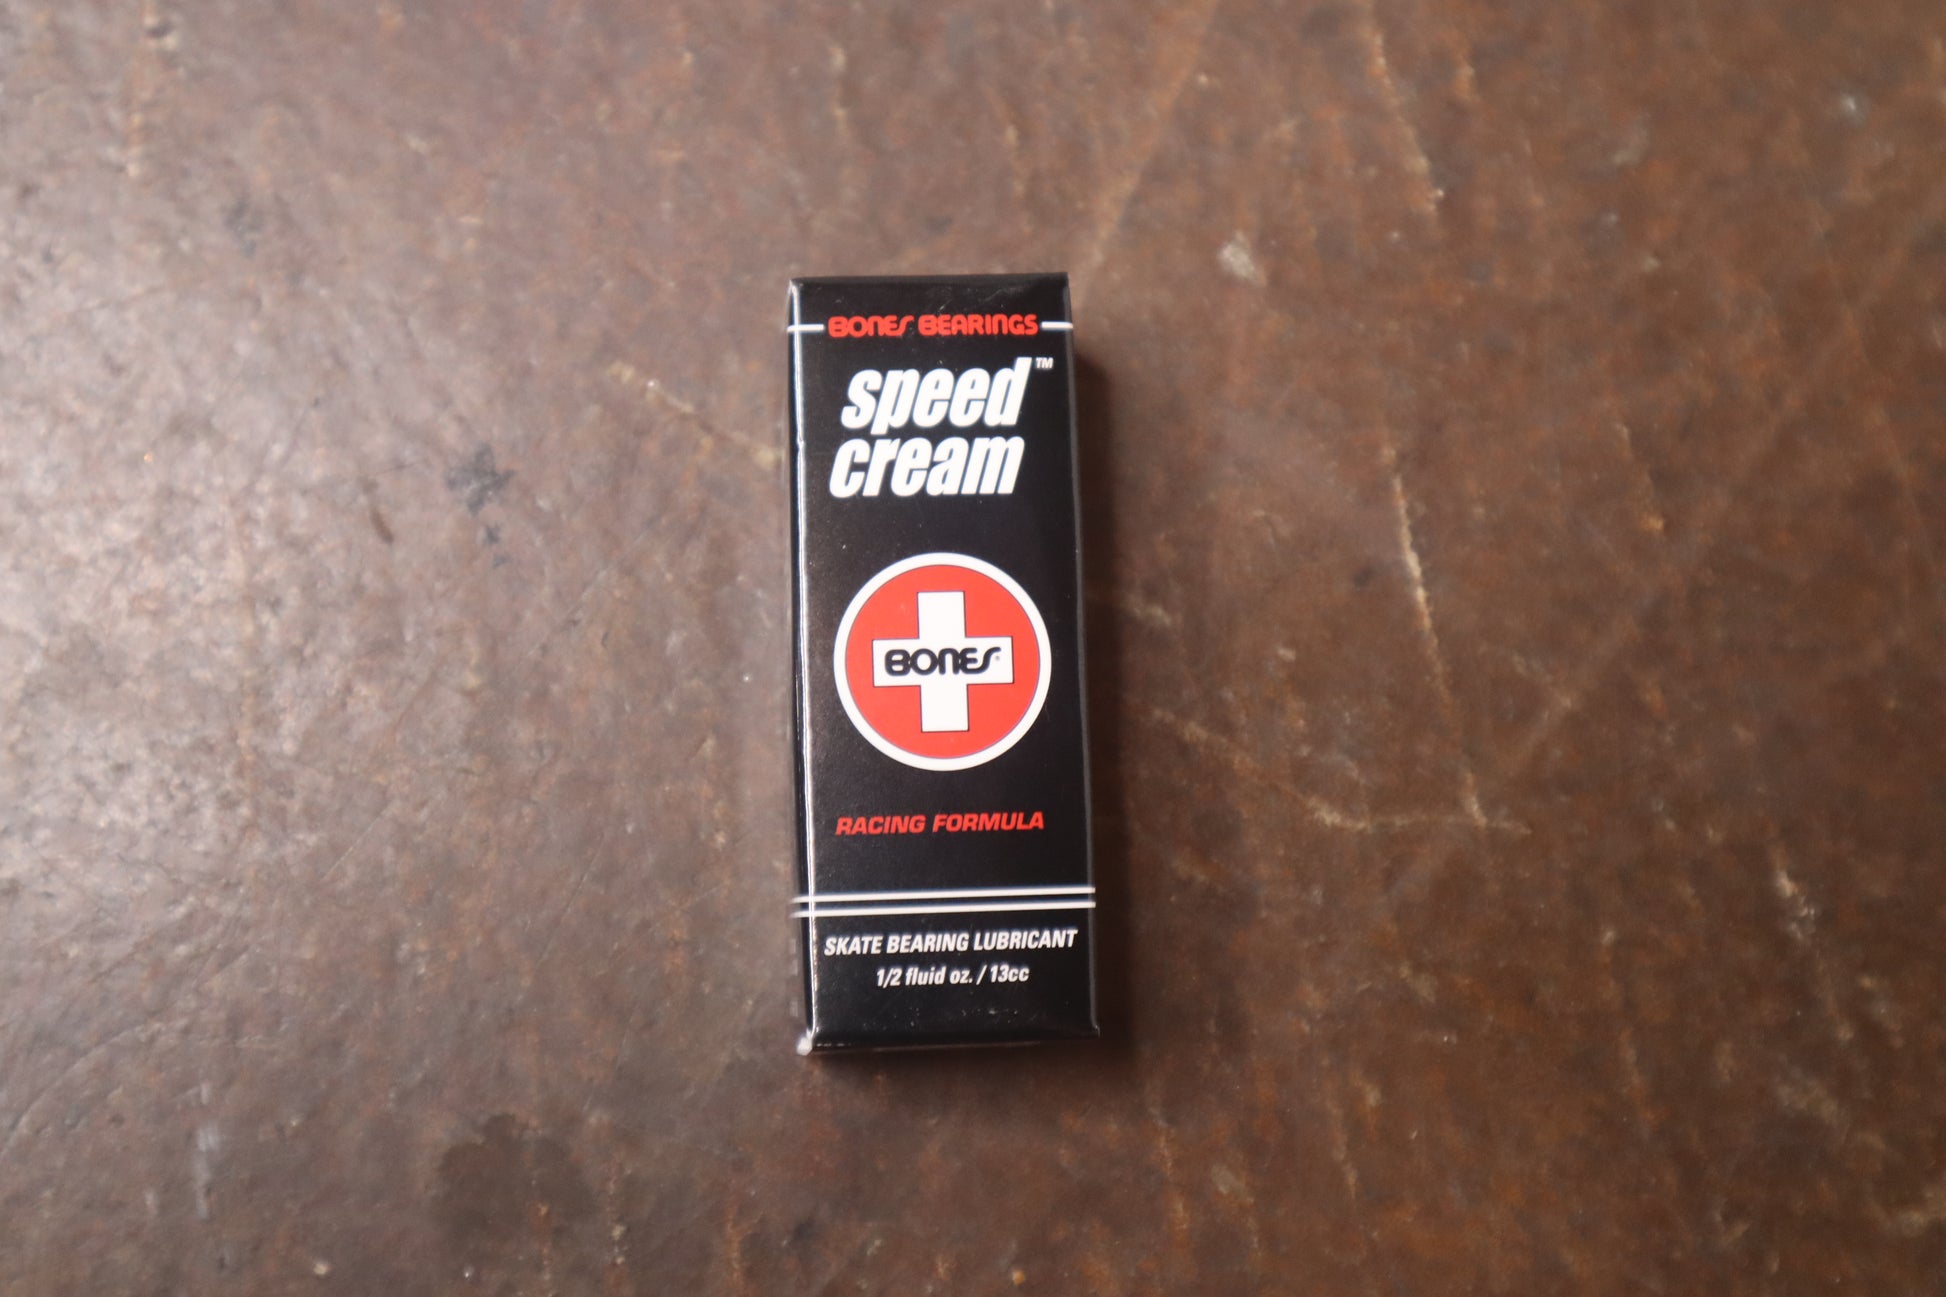 BONES BEARINGS
speed™
cream
BONES®
RACING FORMULA
SKATE BEARING LUBRICANT
1/2 fluid oz. / 13cc